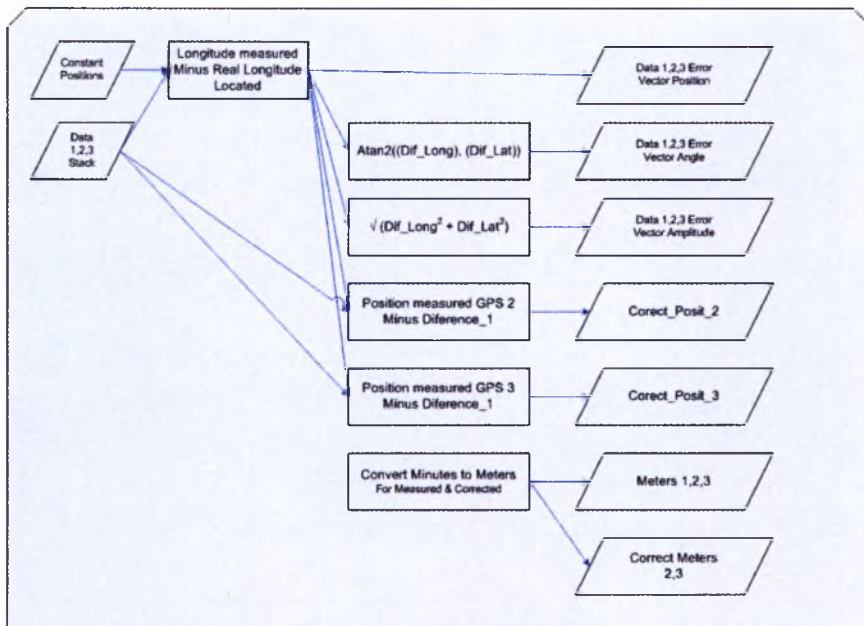 Constant
Positions
Longitude measured
Minus Real Longitude
Located
Data 1,2,3 Error
Vector Position
Data
1,2,3
Stack
Atan2((Dif_Long), (Dif_Lat))
Data 1,2,3 Error
Vector Angle
√ (Dif_Long² + Dif_Lat²)
Data 1,2,3 Error
Vector Amplitude
Position measured GPS 2
Minus Diference_1
Corect_Posit_2
Position measured GPS 3
Minus Diference_1
Corect_Posit_3
Convert Minutes to Meters
For Measured & Corrected
Meters 1,2,3
Correct Meters
2,3